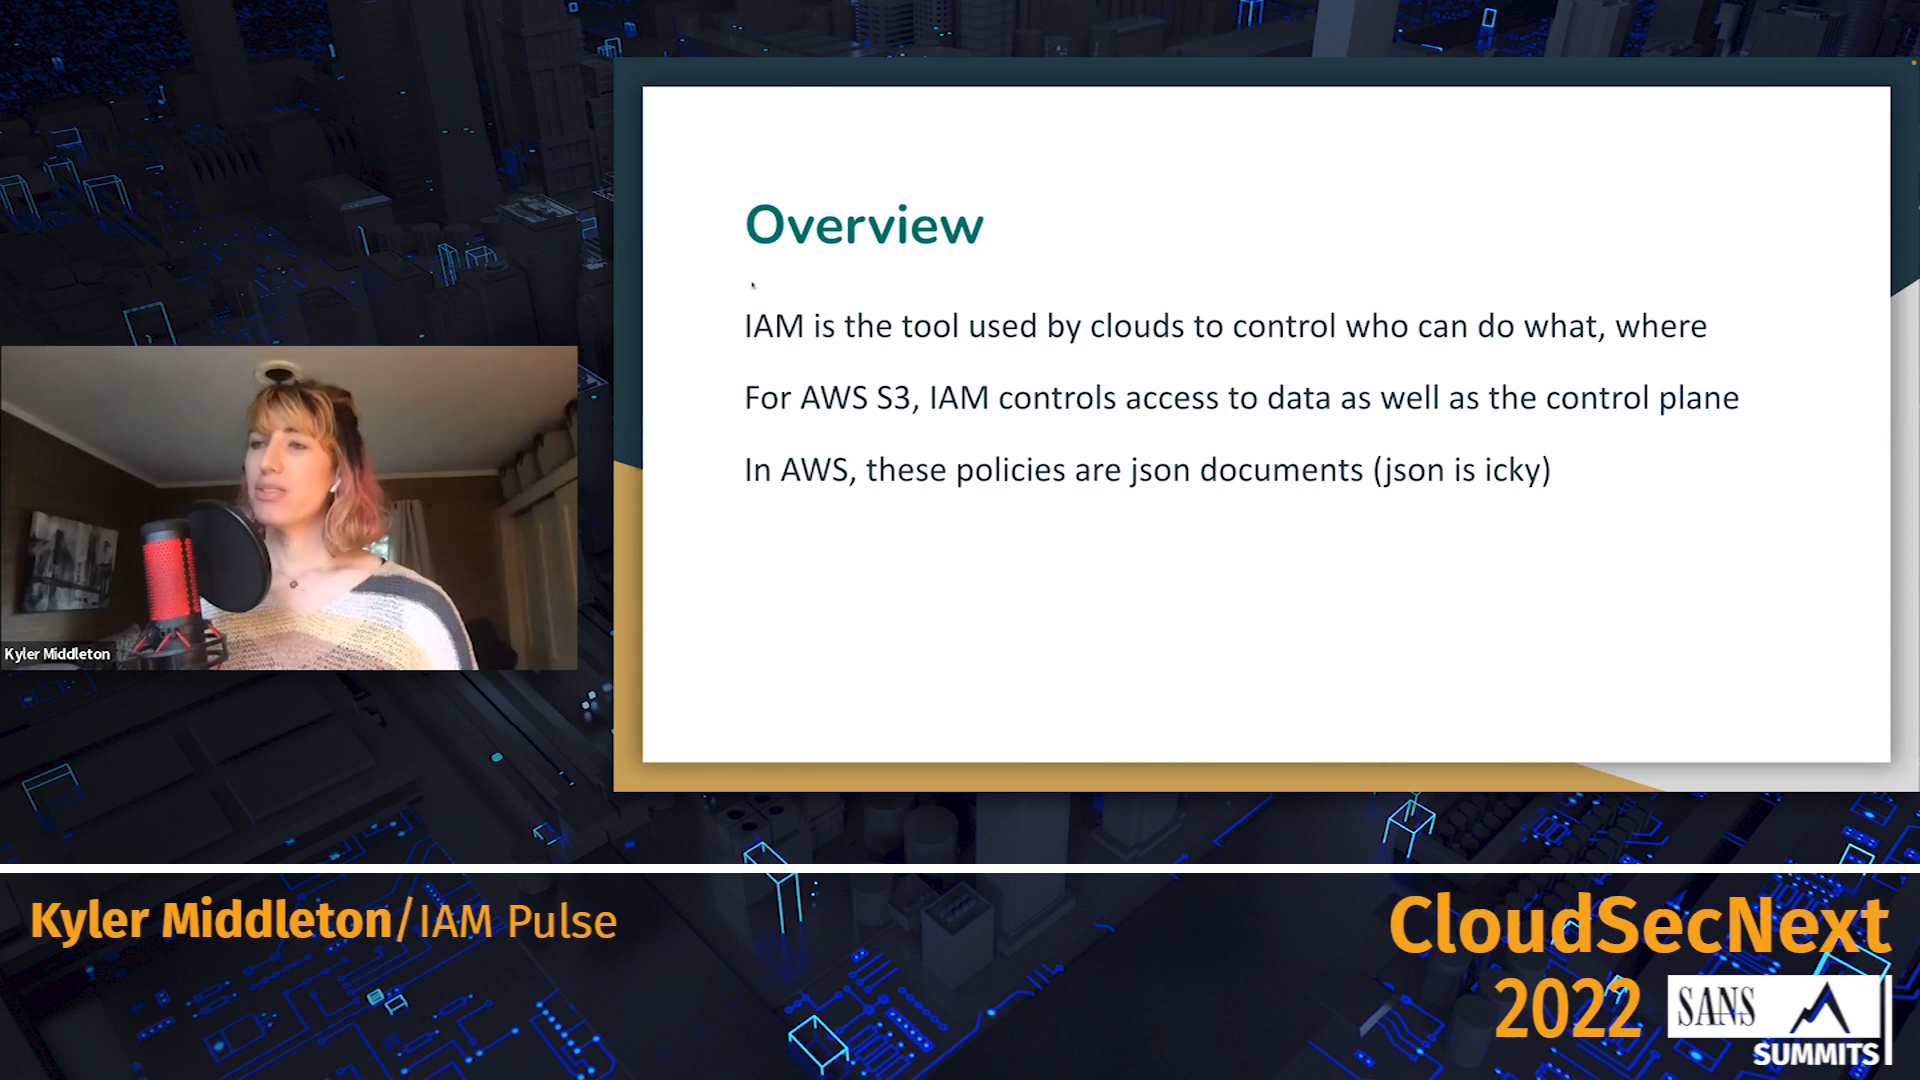 Overview
IAM is the tool used by clouds to control who can do what, where
For AWS S3, IAM controls access to data as well as the control plane
In AWS, these policies are json documents (json is icky)
Kyler Middleton
Kyler Middleton/IAM Pulse
CloudSecNext
2022
SANS
SUMMITS